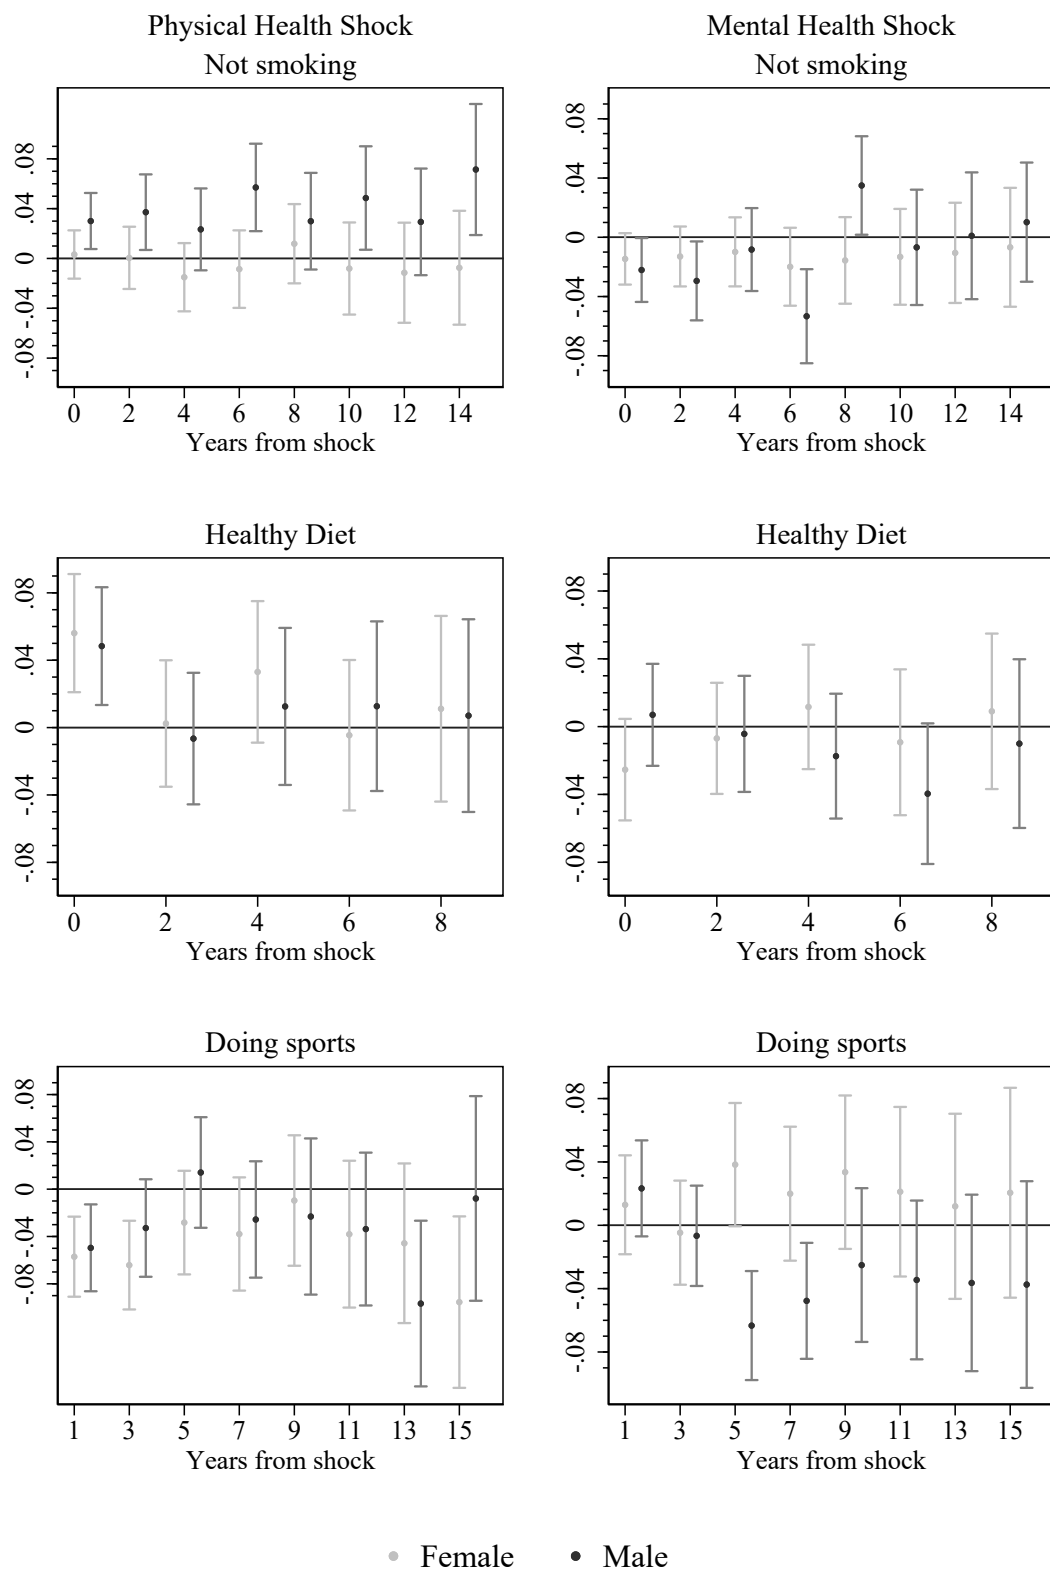 Physical Health Shock
Not smoking
.08
.04
0
-.04
-.08
0 2 4 6 8 10 12 14
Years from shock
Mental Health Shock
Not smoking
.08
.04
0
-.04
-.08
0 2 4 6 8 10 12 14
Years from shock
Healthy Diet
.08
.04
0
-.04
-.08
0 2 4 6 8
Years from shock
Healthy Diet
.08
.04
0
-.04
-.08
0 2 4 6 8
Years from shock
Doing sports
.08
.04
0
-.04
-.08
1 3 5 7 9 11 13 15
Years from shock
Doing sports
.08
.04
0
-.04
-.08
1 3 5 7 9 11 13 15
Years from shock
Female Male